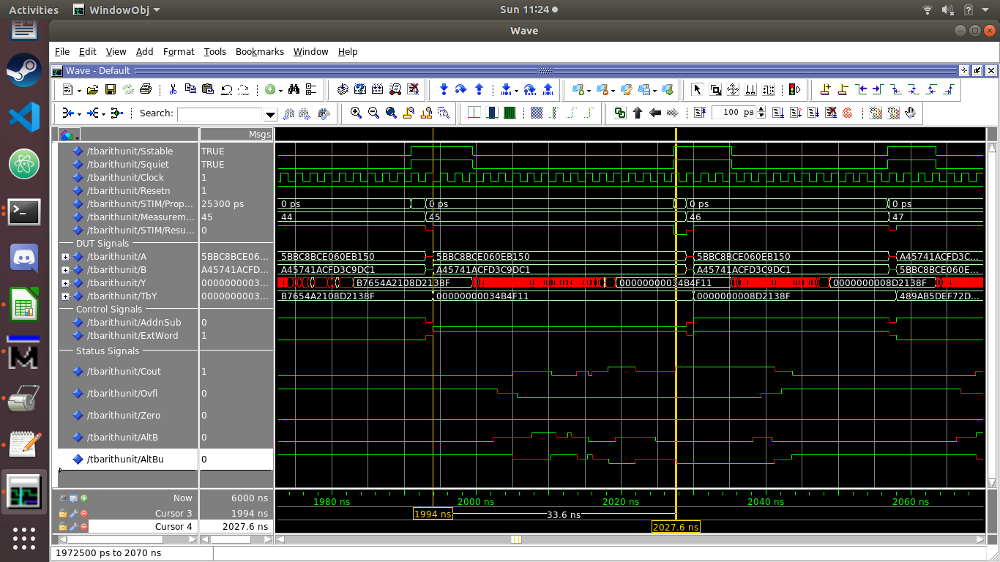 Activities WindowObj Sun 11:24
Wave
File Edit View Add Format Tools Bookmarks Window Help
Wave - Default
Search: 100 ps
Msgs
/tbarithunit/Sstable TRUE
/tbarithunit/Squiet TRUE
/tbarithunit/Clock 1
/tbarithunit/Resetn 1
/tbarithunit/STIM/Prop... 25300 ps 0 ps 0 ps 0 ps 0 ps
/tbarithunit/Measurem... 45 44 45 46 47
/tbarithunit/STIM/Resu... 0
DUT Signals
/tbarithunit/A 5BBC8BCE06... 5BBC8BCE060EB150 5BBC8BCE060EB150 5BBC8BCE060EB150 A45741ACFD3C...
/tbarithunit/B A45741ACFD... A45741ACFD3C9DC1 A45741ACFD3C9DC1 A45741ACFD3C9DC1 5BBC8BCE060E...
/tbarithunit/Y 0000000003... B7654A2108D2138F 00000000034B4F11 0000000008D2138F
/tbarithunit/TbY 0000000003... B7654A2108D2138F 00000000034B4F11 0000000008D2138F 489AB5DEF72D...
Control Signals
/tbarithunit/AddnSub 0
/tbarithunit/ExtWord 1
Status Signals
/tbarithunit/Cout 1
/tbarithunit/Ovfl 0
/tbarithunit/Zero 0
/tbarithunit/AltB 0
/tbarithunit/AltBu 0
Now 6000 ns 1980 ns 2000 ns 2020 ns 2040 ns 2060 ns
Cursor 3 1994 ns 1994 ns 33.6 ns
Cursor 4 2027.6 ns 2027.6 ns
1972500 ps to 2070 ns